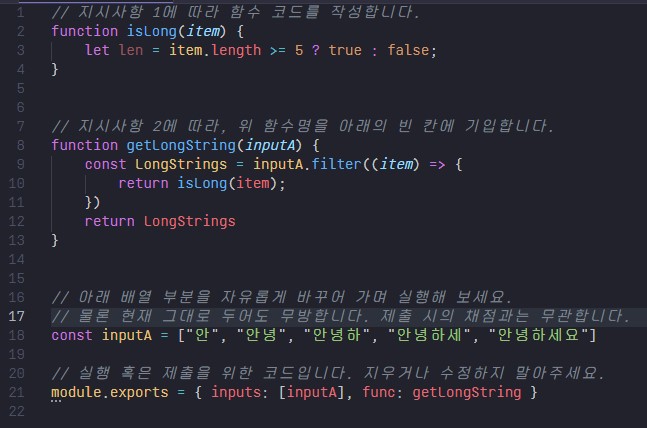 1 // 지시사항 1에 따라 함수 코드를 작성합니다.
2 function isLong(item) {
3     let len = item.length >= 5 ? true : false;
4 }
5
6
7 // 지시사항 2에 따라, 위 함수명을 아래의 빈 칸에 기입합니다.
8 function getLongString(inputA) {
9     const LongStrings = inputA.filter((item) => {
10         return isLong(item);
11     })
12     return LongStrings
13 }
14
15
16 // 아래 배열 부분을 자유롭게 바꾸어 가며 실행해 보세요.
17 // 물론 현재 그대로 두어도 무방합니다. 제출 시의 채점과는 무관합니다.
18 const inputA = ["안", "안녕", "안녕하", "안녕하세", "안녕하세요"]
19
20 // 실행 혹은 제출을 위한 코드입니다. 지우거나 수정하지 말아주세요.
21 module.exports = { inputs: [inputA], func: getLongString }
22